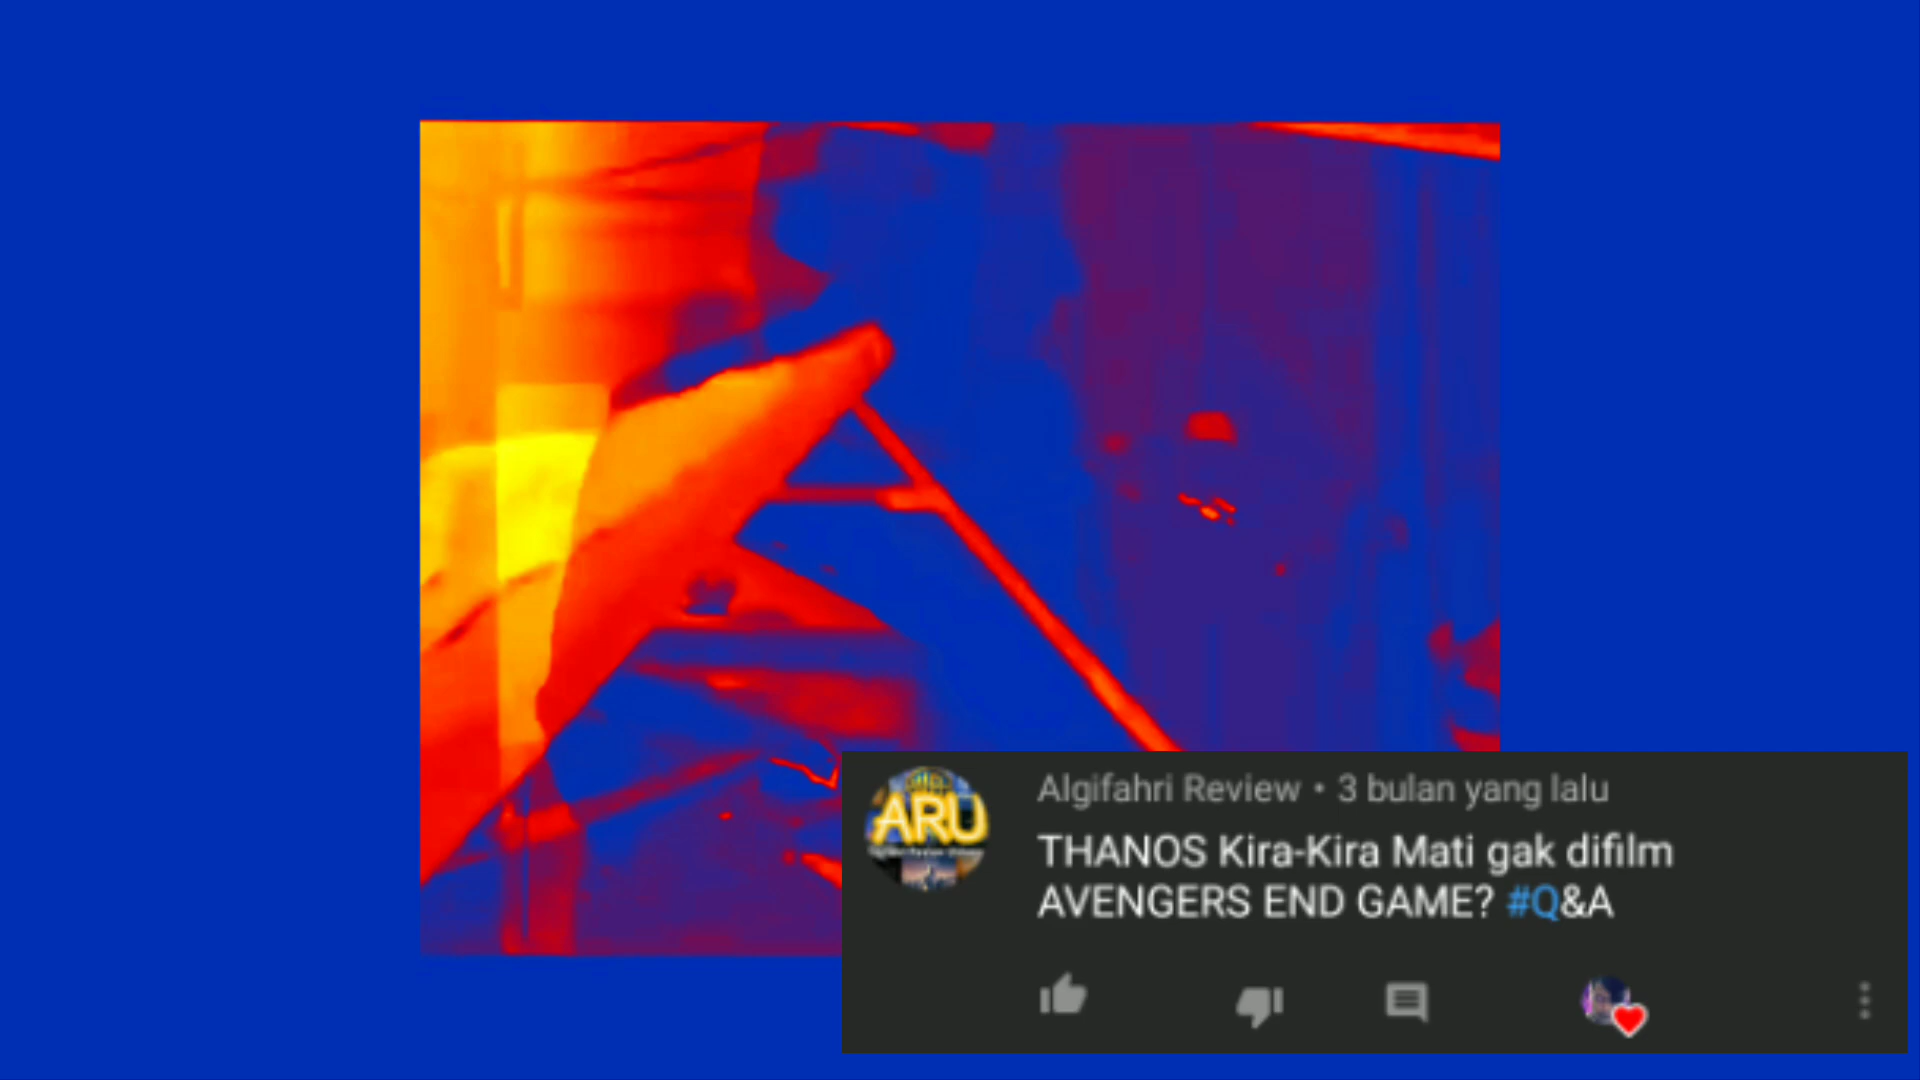 ARU
Algifahri Review • 3 bulan yang lalu
THANOS Kira-Kira Mati gak difilm
AVENGERS END GAME? #Q&A